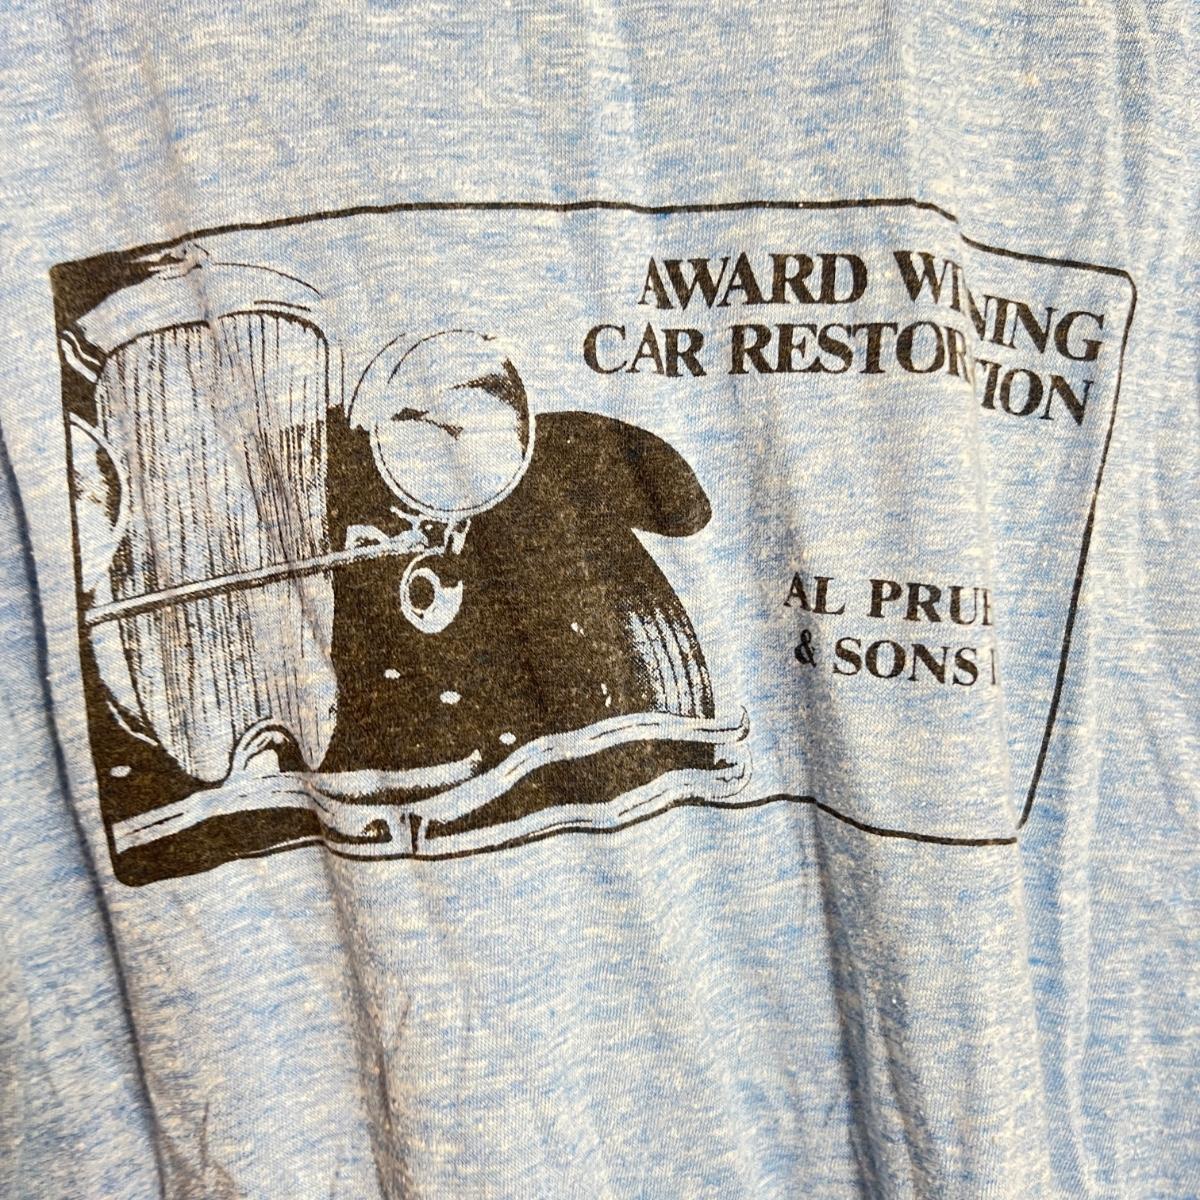 AWARD WINNING
CAR RESTORATION
AL
& SONS